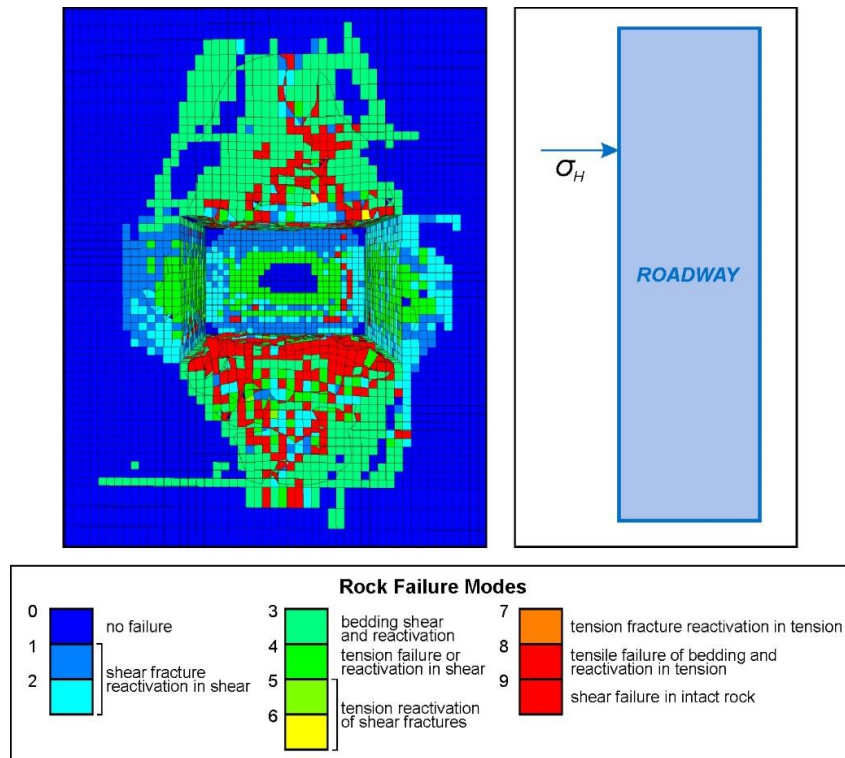 σH
ROADWAY
Rock Failure Modes
0
no failure
1
2
shear fracture
reactivation in shear
3
bedding shear
and reactivation
4
tension failure or
reactivation in shear
5
6
tension reactivation
of shear fractures
7
tension fracture reactivation in tension
8
tensile failure of bedding and
reactivation in tension
9
shear failure in intact rock